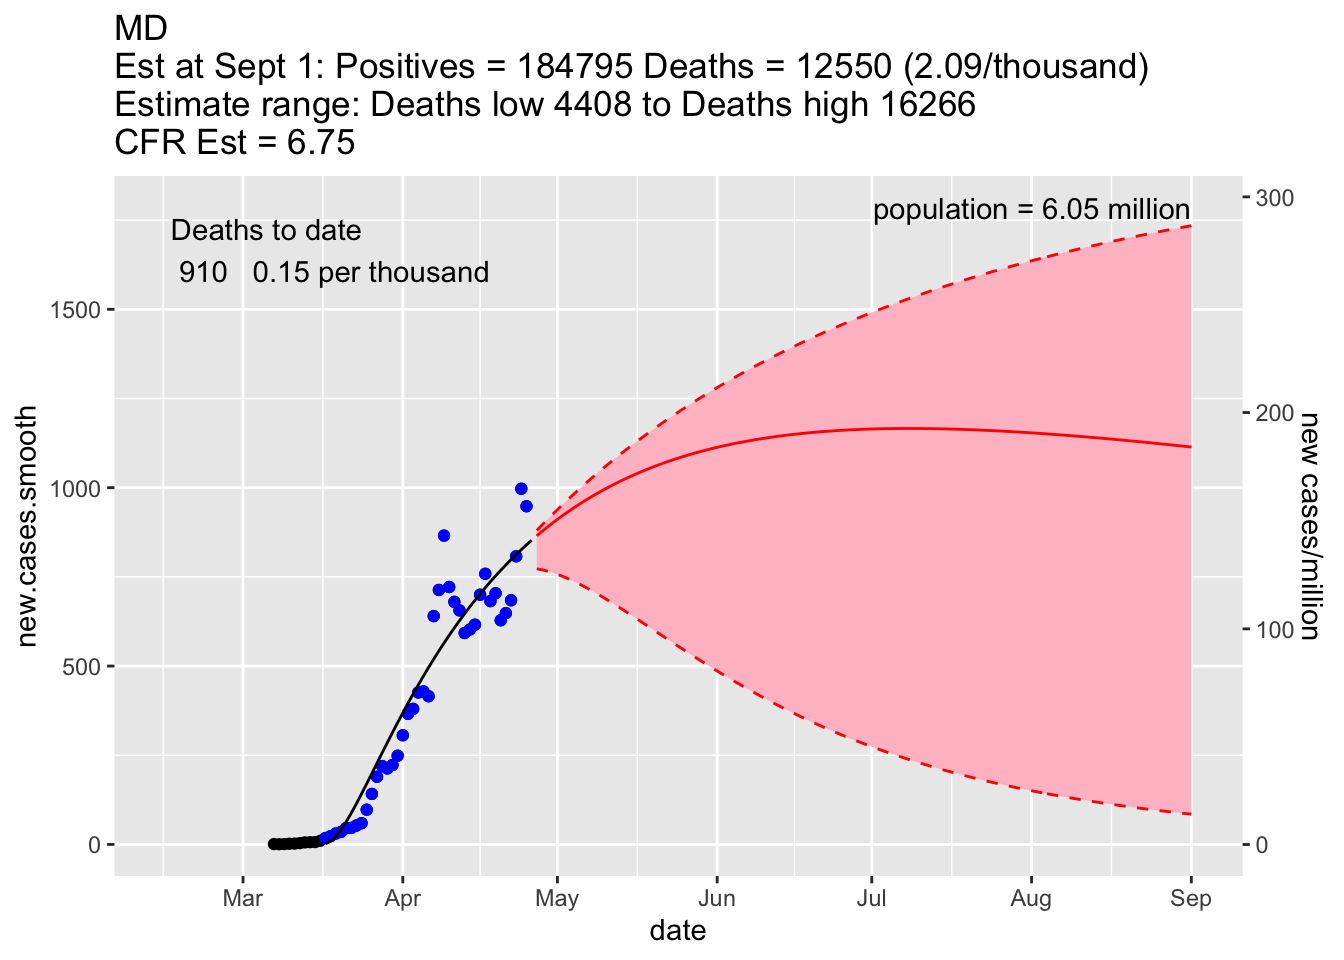 MD
Est at Sept 1: Positives = 184795 Deaths = 12550 (2.09/thousand)
Estimate range: Deaths low 4408 to Deaths high 16266
CFR Est = 6.75
Deaths to date
910 0.15 per thousand
population = 6.05 million
new.cases.smooth
1500
1000
500
0
300
200
100
0
new cases/million
Mar Apr May Jun Jul Aug Sep
date